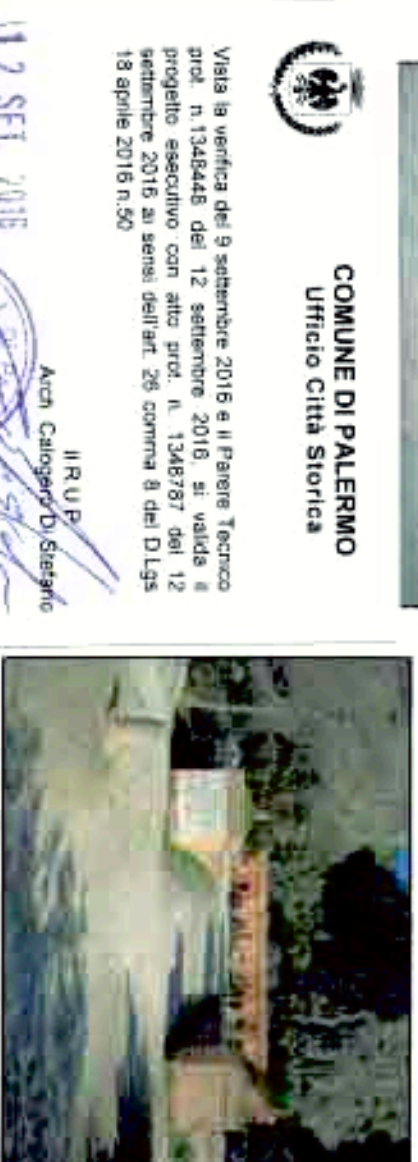 COMUNE DI PALERMO
Ufficio Città Storica
Vista la verifica del 9 settembre 2016 e il Parere Tecnico
prot. n.1348448 del 12 settembre 2016, si valida il
progetto esecutivo con atto prot. n. 1348787 del 12
settembre 2016 ai sensi dell'art. 26 comma 8 del D.Lgs
18 aprile 2016 n.50
Il R U P
Arch. Calogero Di Stefano
12 SET 2016